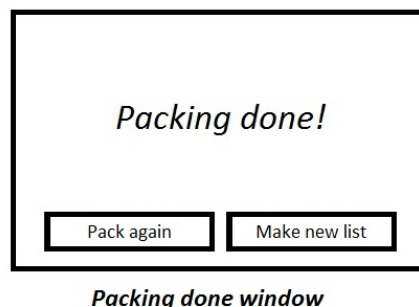 Packing done!
Pack again
Make new list
Packing done window